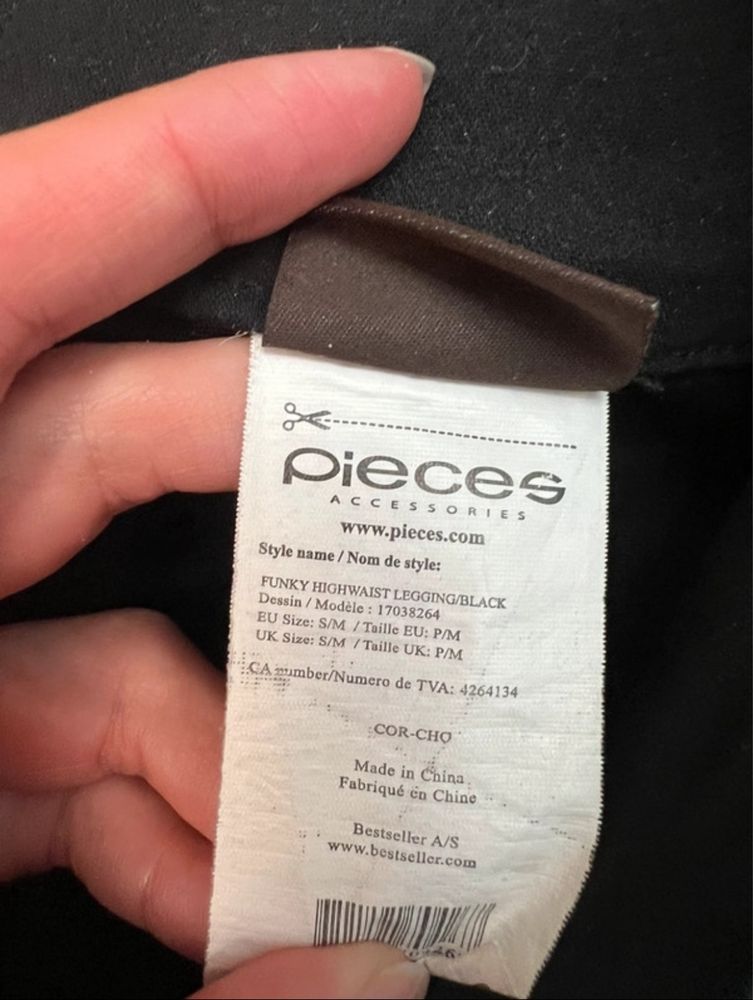 pieces
ACCESSORIES
www.pieces.com
Style name / Nom de style:
FUNKY HIGHWAIST LEGGING/BLACK
Dessin / Modèle : 17038264
EU Size: S/M / Taille EU: P/M
UK Size: S/M / Taille UK: P/M
CA number/Numero de TVA: 4264134
COR-CHO
Made in China
Fabriqué en Chine
Bestseller A/S
www.bestseller.com